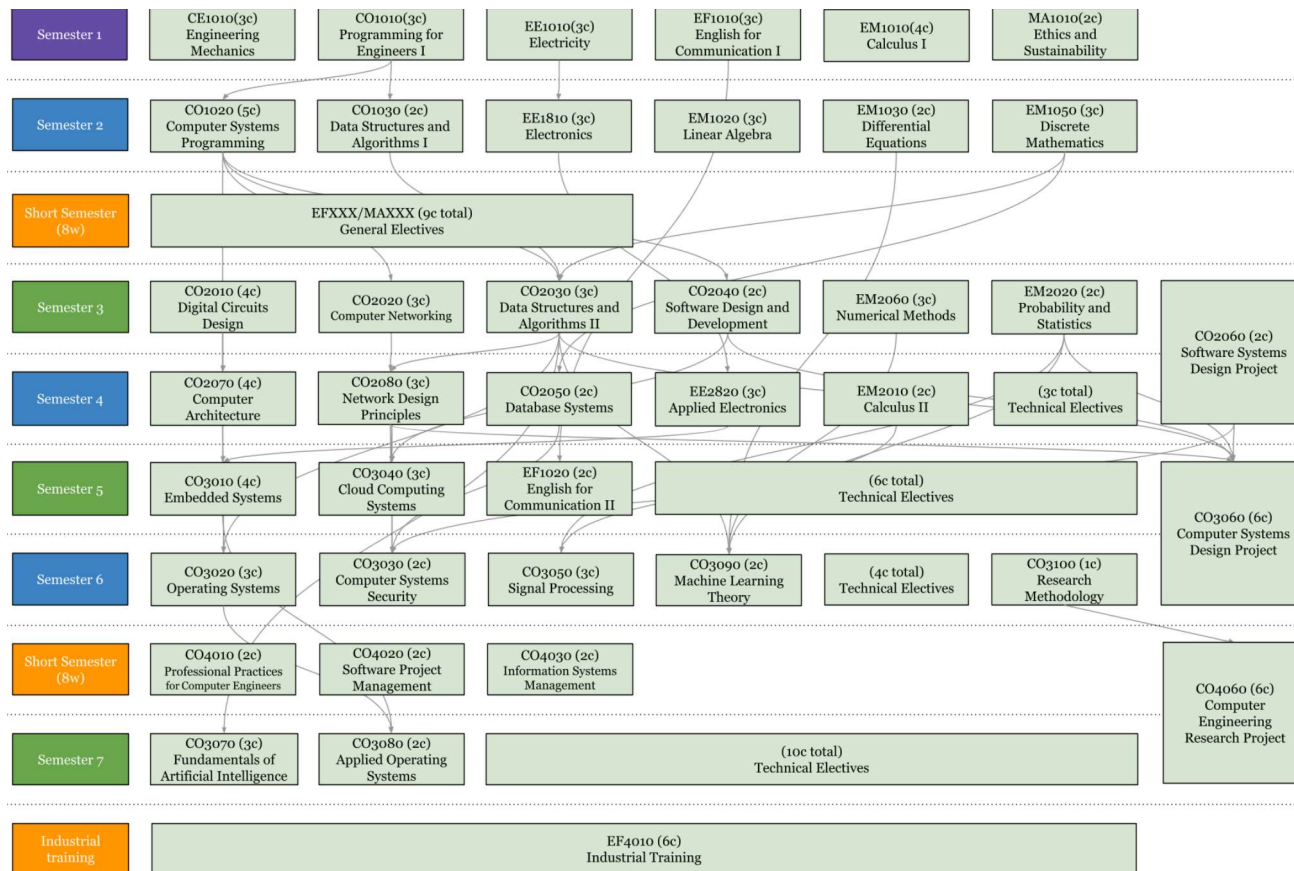 Semester 1
CE1010(3c)
Engineering
Mechanics
CO1010(3c)
Programming for
Engineers I
EE1010(3c)
Electricity
EF1010(3c)
English for
Communication I
EM1010(4c)
Calculus I
MA1010(2c)
Ethics and
Sustainability
Semester 2
CO1020 (5c)
Computer Systems
Programming
CO1030 (2c)
Data Structures and
Algorithms I
EE1810 (3c)
Electronics
EM1020 (3c)
Linear Algebra
EM1030 (2c)
Differential
Equations
EM1050 (3c)
Discrete
Mathematics
Short Semester
(8w)
EFXXX/MAXXX (9c total)
General Electives
Semester 3
CO2010 (4c)
Digital Circuits
Design
CO2020 (3c)
Computer Networking
CO2030 (3c)
Data Structures and
Algorithms II
CO2040 (2c)
Software Design and
Development
EM2060 (3c)
Numerical Methods
EM2020 (2c)
Probability and
Statistics
CO2060 (2c)
Software Systems
Design Project
Semester 4
CO2070 (4c)
Computer
Architecture
CO2080 (3c)
Network Design
Principles
CO2050 (2c)
Database Systems
EE2820 (3c)
Applied Electronics
EM2010 (2c)
Calculus II
(3c total)
Technical Electives
Semester 5
CO3010 (4c)
Embedded Systems
CO3040 (3c)
Cloud Computing
Systems
EF1020 (2c)
English for
Communication II
(6c total)
Technical Electives
CO3060 (6c)
Computer Systems
Design Project
Semester 6
CO3020 (3c)
Operating Systems
CO3030 (2c)
Computer Systems
Security
CO3050 (3c)
Signal Processing
CO3090 (2c)
Machine Learning
Theory
(4c total)
Technical Electives
CO3100 (1c)
Research
Methodology
Short Semester
(8w)
CO4010 (2c)
Professional Practices
for Computer Engineers
CO4020 (2c)
Software Project
Management
CO4030 (2c)
Information Systems
Management
CO4060 (6c)
Computer
Engineering
Research Project
Semester 7
CO3070 (3c)
Fundamentals of
Artificial Intelligence
CO3080 (2c)
Applied Operating
Systems
(10c total)
Technical Electives
Industrial
training
EF4010 (6c)
Industrial Training